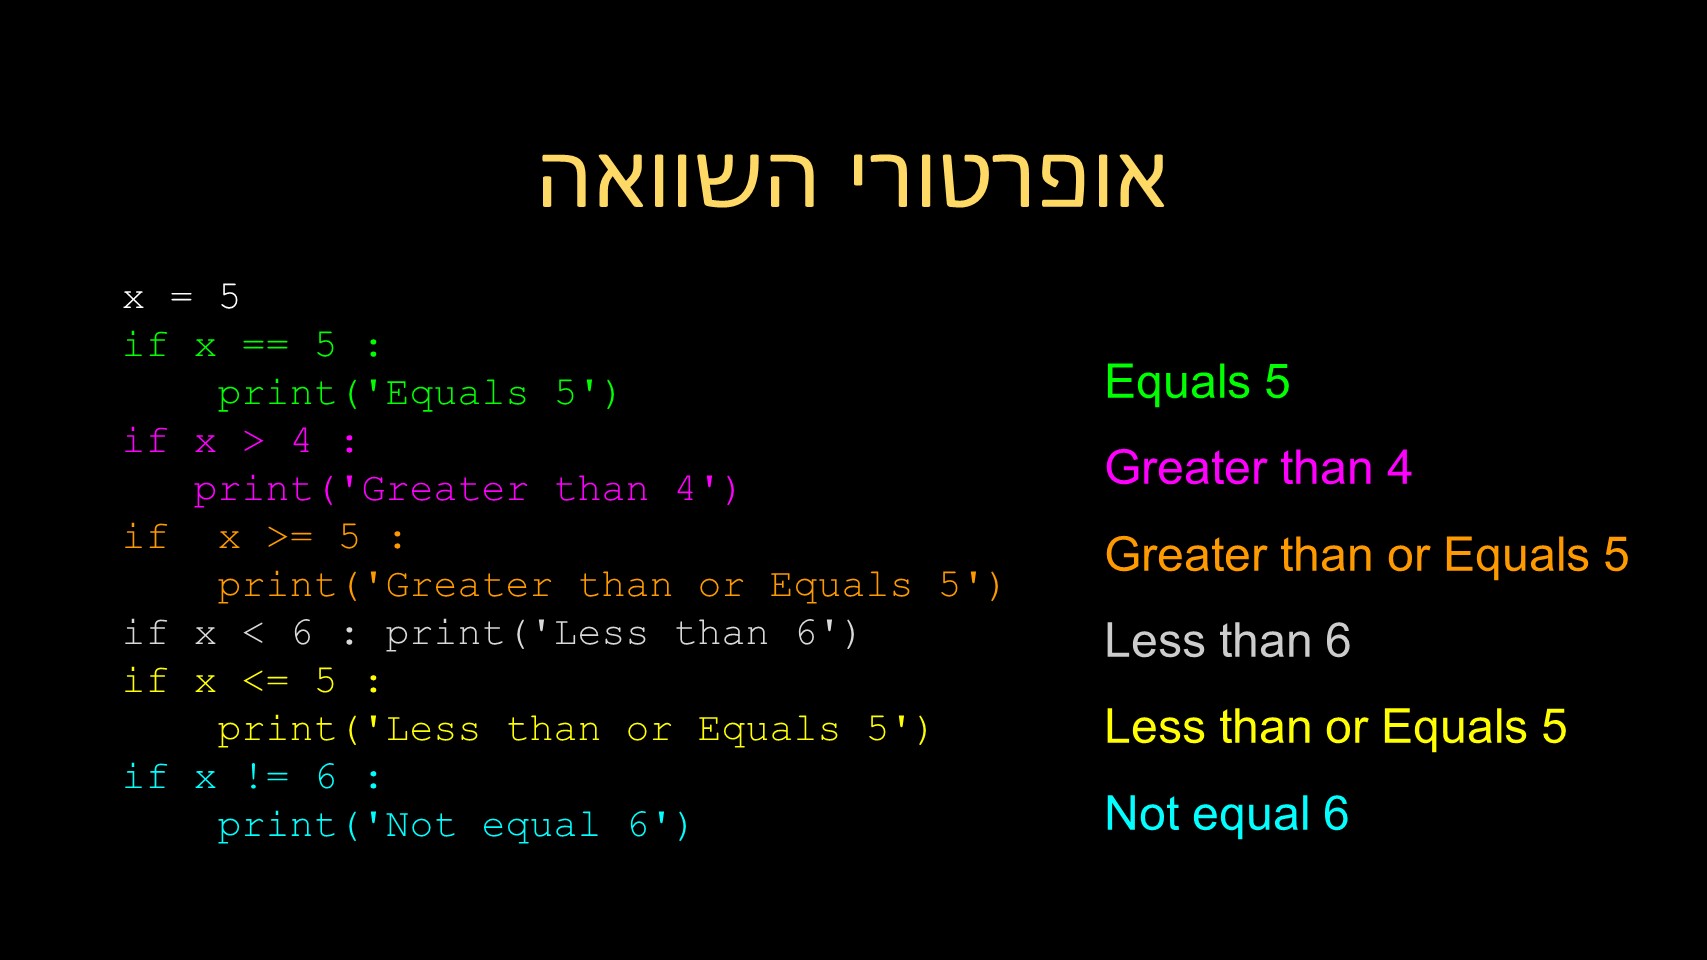 אופרטורי השוואה
x = 5
if x == 5 :
    print('Equals 5')
if x > 4 :
   print('Greater than 4')
if  x >= 5 :
    print('Greater than or Equals 5')
if x < 6 : print('Less than 6')
if x <= 5 :
    print('Less than or Equals 5')
if x != 6 :
    print('Not equal 6')
Equals 5
Greater than 4
Greater than or Equals 5
Less than 6
Less than or Equals 5
Not equal 6